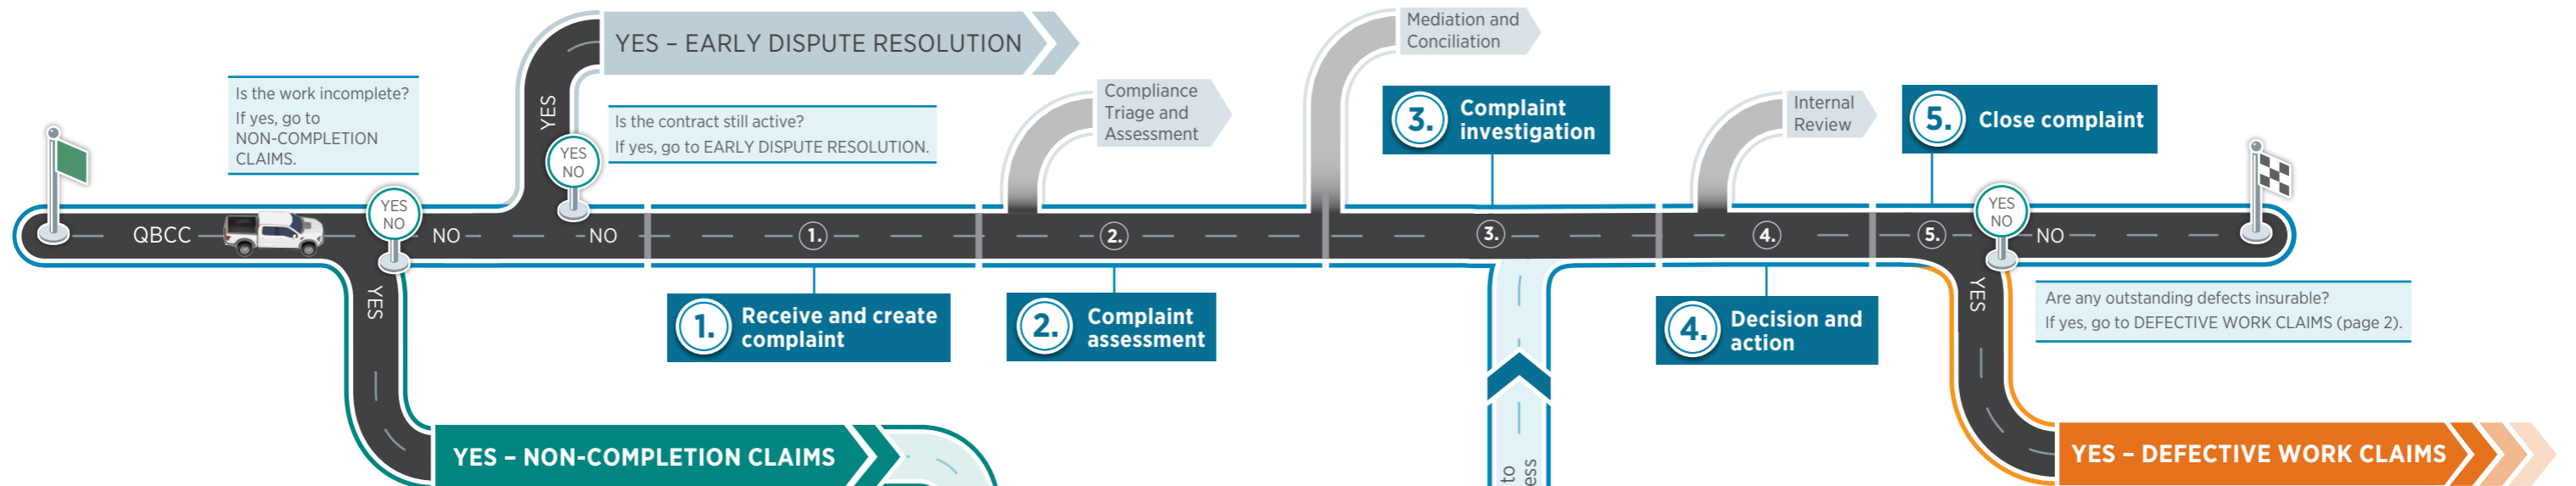 YES – EARLY DISPUTE RESOLUTION
Mediation and
Conciliation
Is the work incomplete?
If yes, go to
NON-COMPLETION
CLAIMS.
YES
Is the contract still active?
If yes, go to EARLY DISPUTE RESOLUTION.
YES
NO
Compliance
Triage and
Assessment
3.
Complaint
investigation
Internal
Review
5.
Close complaint
YES
NO
YES
NO
QBCC
NO
NO
1.
2.
3.
4.
5.
NO
YES
1.
Receive and create
complaint
2.
Complaint
assessment
4.
Decision and
action
YES
Are any outstanding defects insurable?
If yes, go to DEFECTIVE WORK CLAIMS (page 2).
YES – NON-COMPLETION CLAIMS
to
ess
YES – DEFECTIVE WORK CLAIMS